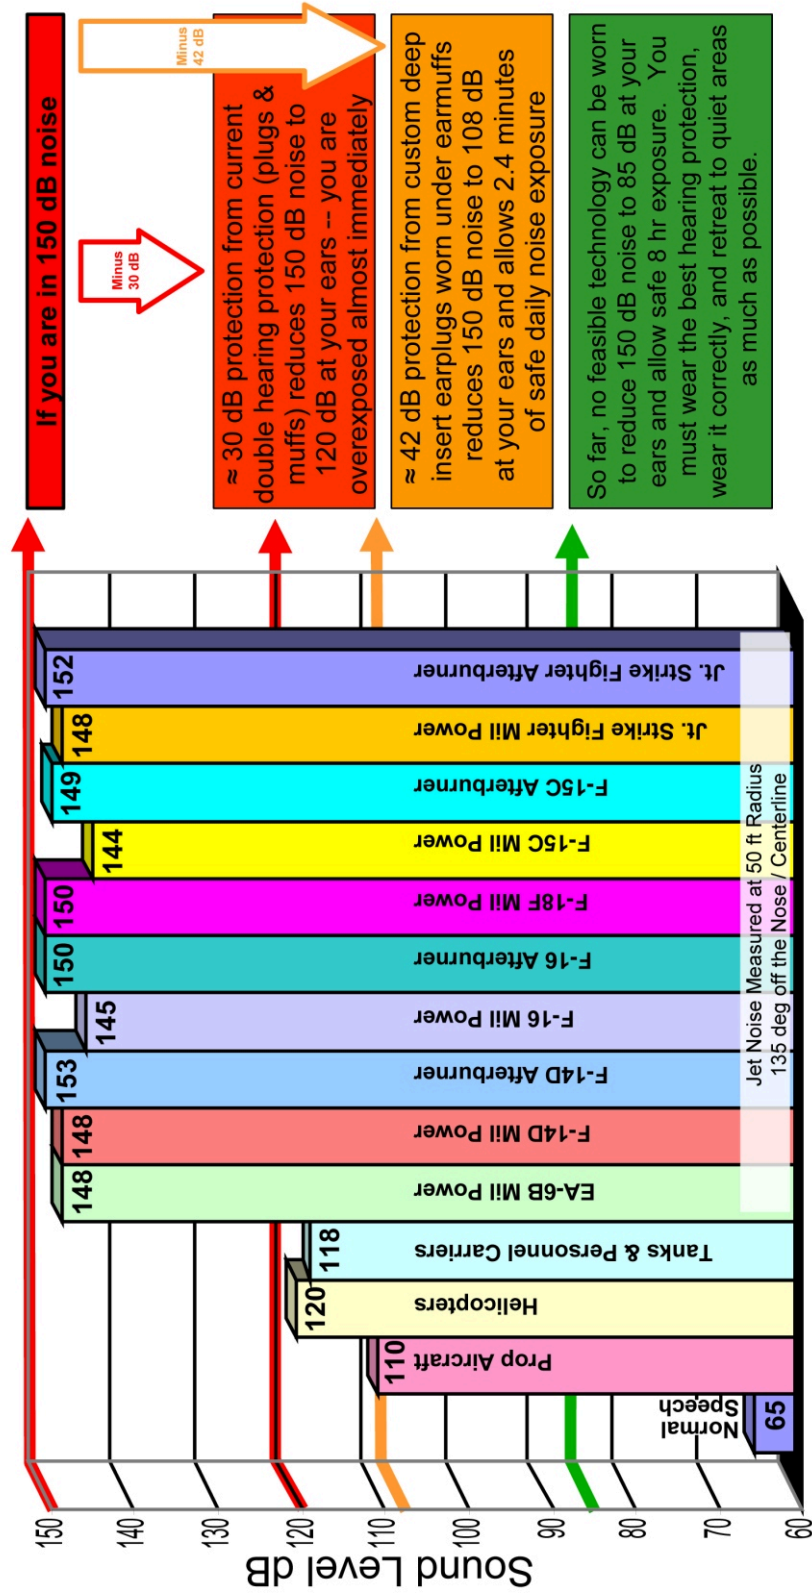 Sound Level dB
150
140
130
120
110
100
90
80
70
60
65
Normal
Speech
110
Prop Aircraft
120
Helicopters
118
Tanks & Personnel Carriers
148
EA-6B Mil Power
148
F-14D Mil Power
153
F-14D Afterburner
145
F-16 Mil Power
150
F-16 Afterburner
150
F-18F Mil Power
144
F-15C Mil Power
149
F-15C Afterburner
148
Jt. Strike Fighter Mil Power
152
Jt. Strike Fighter Afterburner
Jet Noise Measured at 50 ft Radius
135 deg off the Nose / Centerline
If you are in 150 dB noise
Minus
30 dB
Minus
42 dB
≈ 30 dB protection from current
double hearing protection (plugs &
muffs) reduces 150 dB noise to
120 dB at your ears -- you are
overexposed almost immediately
≈ 42 dB protection from custom deep
insert earplugs worn under earmuffs
reduces 150 dB noise to 108 dB
at your ears and allows 2.4 minutes
of safe daily noise exposure
So far, no feasible technology can be worn
to reduce 150 dB noise to 85 dB at your
ears and allow safe 8 hr exposure. You
must wear the best hearing protection,
wear it correctly, and retreat to quiet areas
as much as possible.